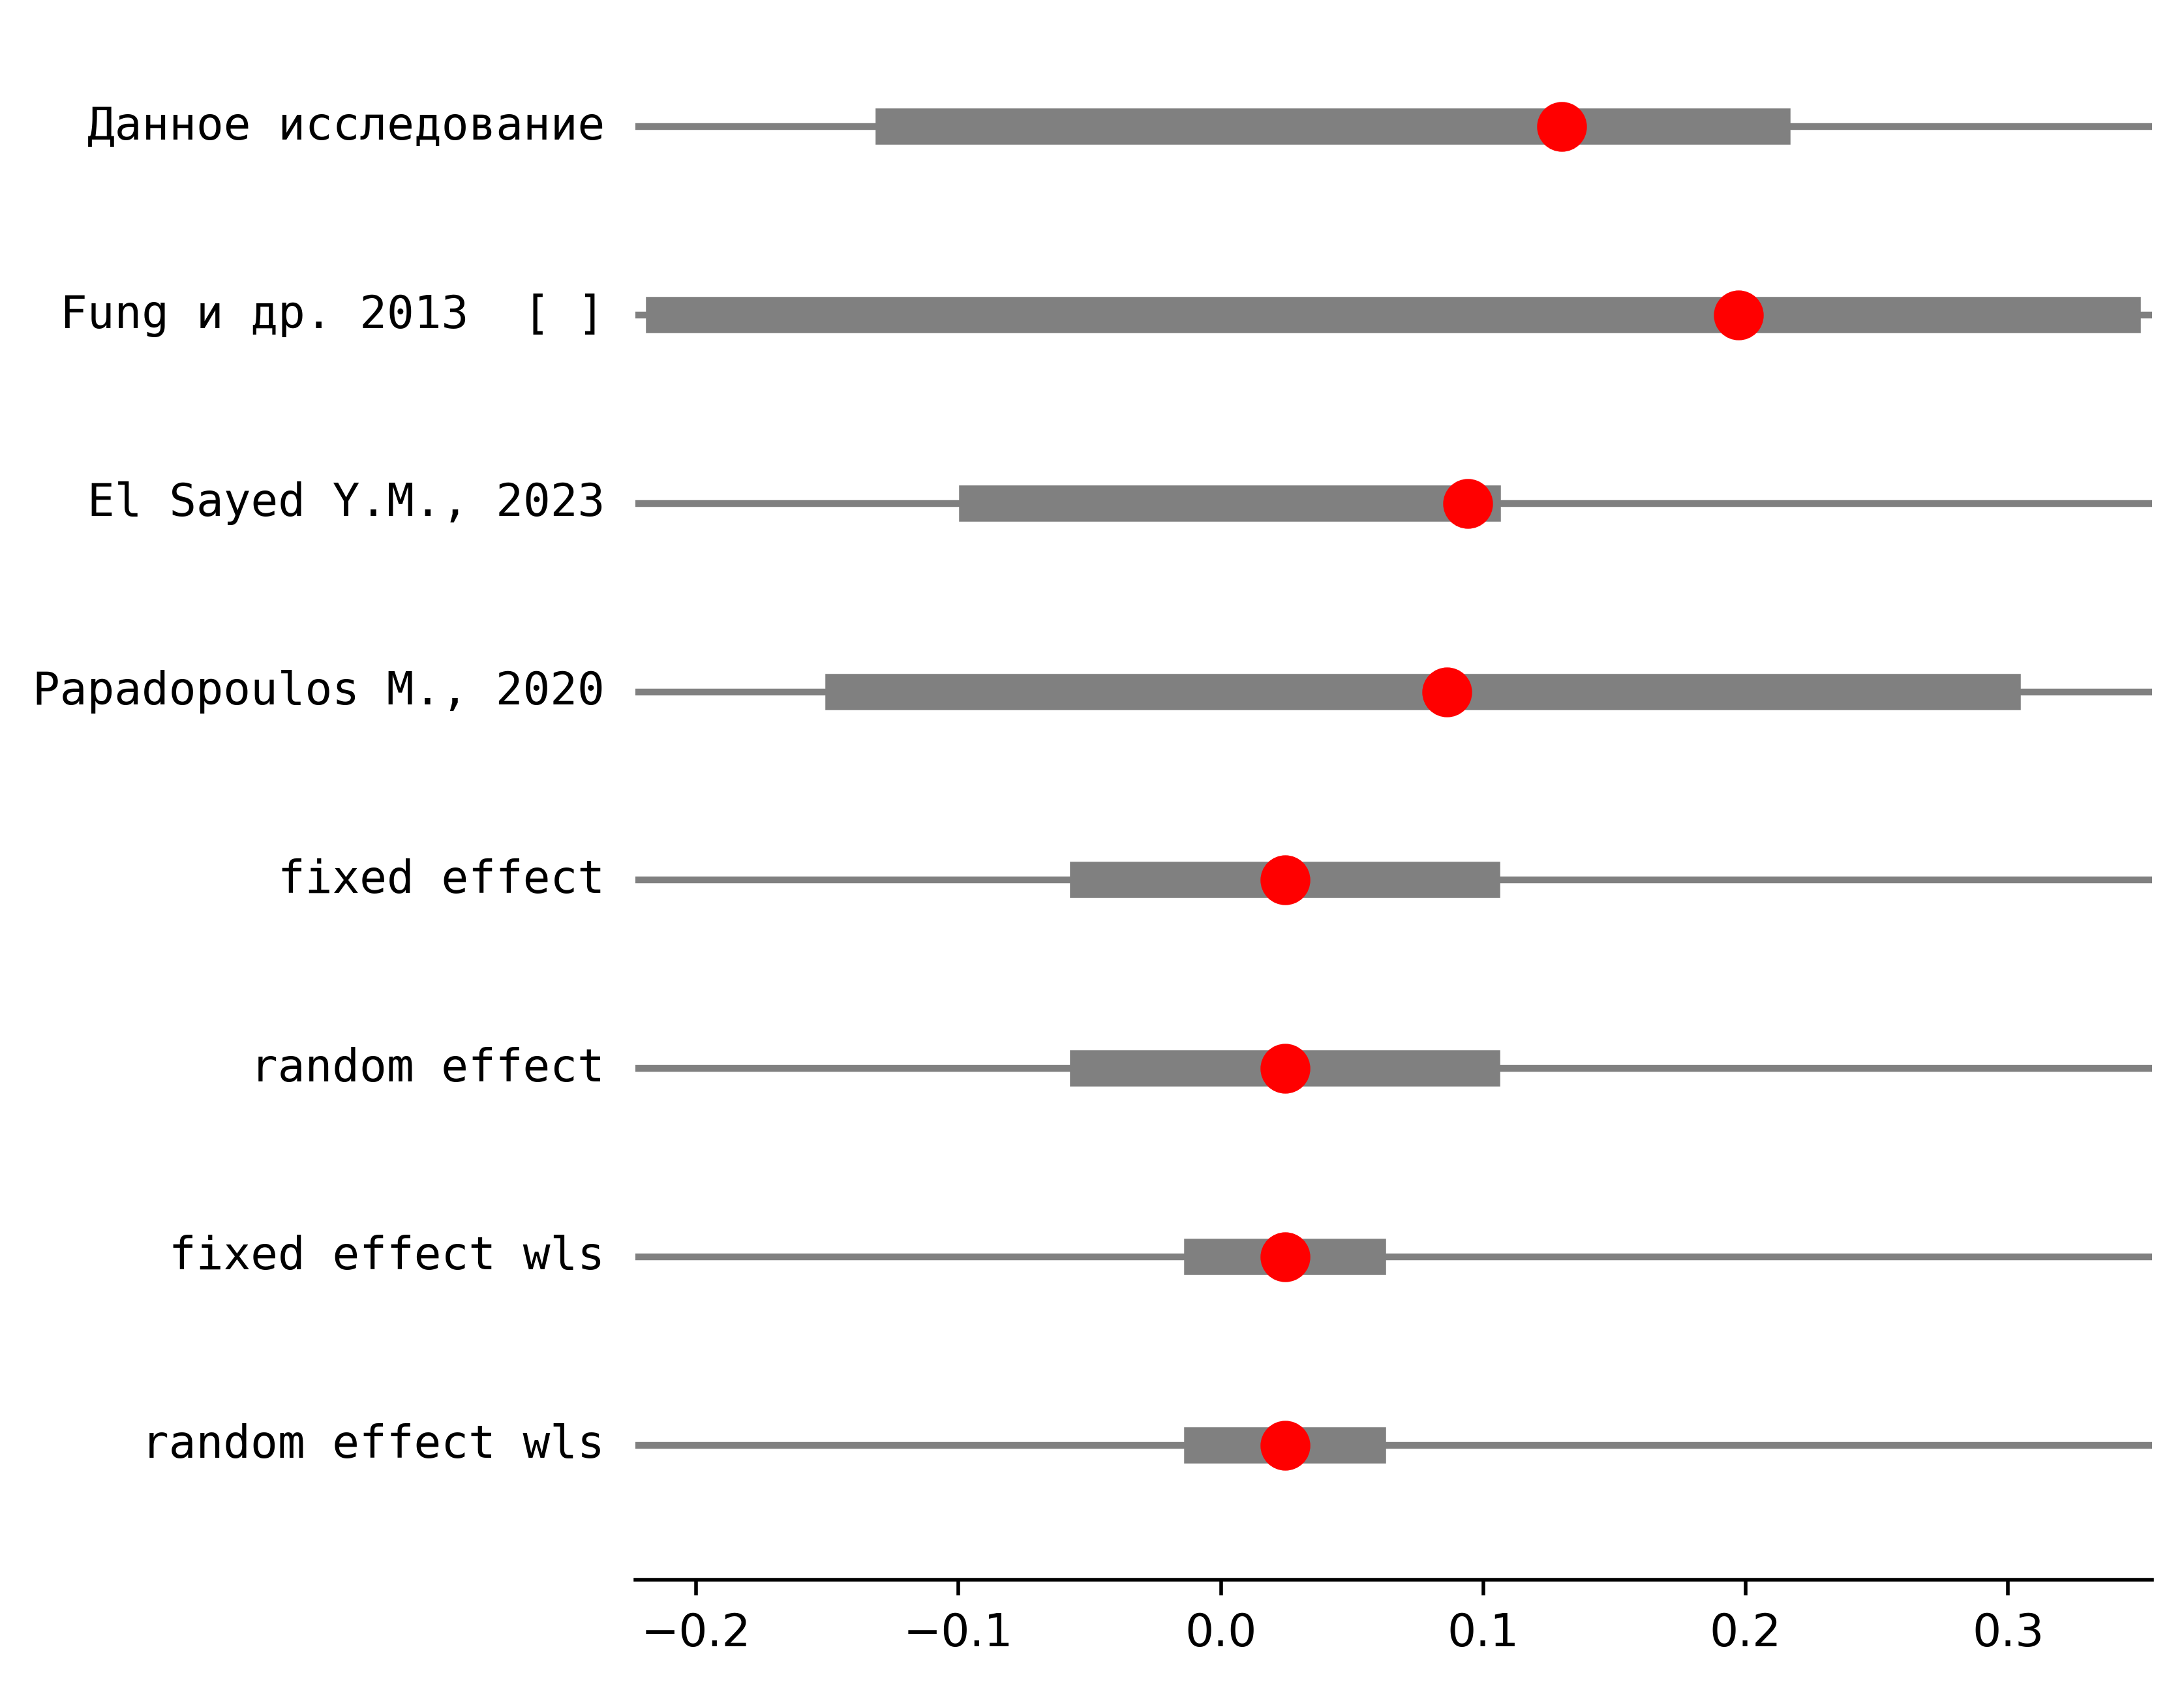 Данное исследование
Fung и др. 2013  [ ]
El Sayed Y.M., 2023
Papadopoulos M., 2020
fixed effect
random effect
fixed effect wls
random effect wls
−0.2 −0.1 0.0 0.1 0.2 0.3